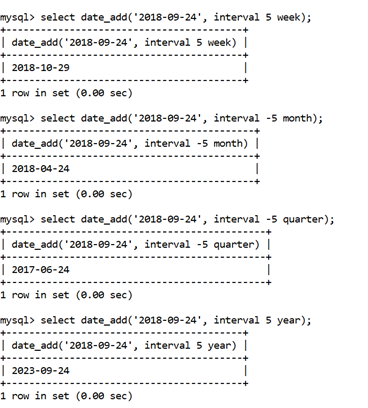 mysql> select date_add('2018-09-24', interval 5 week);
+-----------------------------------------+
| date_add('2018-09-24', interval 5 week) |
+-----------------------------------------+
| 2018-10-29                              |
+-----------------------------------------+
1 row in set (0.00 sec)
mysql> select date_add('2018-09-24', interval -5 month);
+-------------------------------------------+
| date_add('2018-09-24', interval -5 month) |
+-------------------------------------------+
| 2018-04-24                                |
+-------------------------------------------+
1 row in set (0.00 sec)
mysql> select date_add('2018-09-24', interval -5 quarter);
+---------------------------------------------+
| date_add('2018-09-24', interval -5 quarter) |
+---------------------------------------------+
| 2017-06-24                                  |
+---------------------------------------------+
1 row in set (0.00 sec)
mysql> select date_add('2018-09-24', interval 5 year);
+-----------------------------------------+
| date_add('2018-09-24', interval 5 year) |
+-----------------------------------------+
| 2023-09-24                              |
+-----------------------------------------+
1 row in set (0.00 sec)